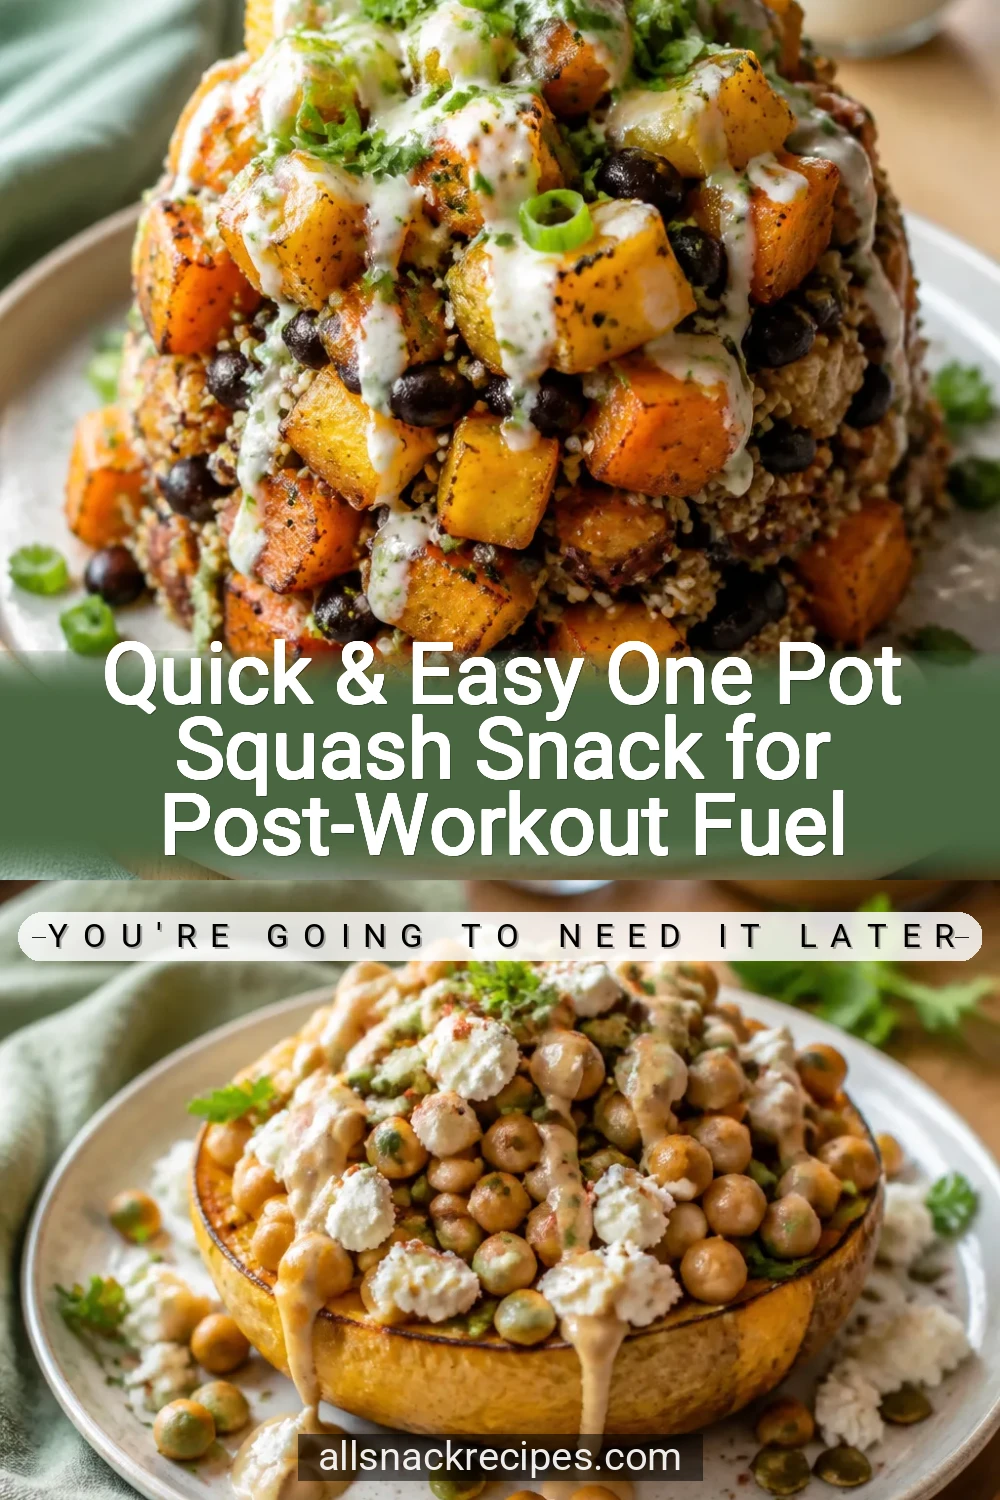 Quick & Easy One Pot
Squash Snack for
Post-Workout Fuel
-YOU'RE GOING TO NEED IT LATER-
allsnackrecipes.com